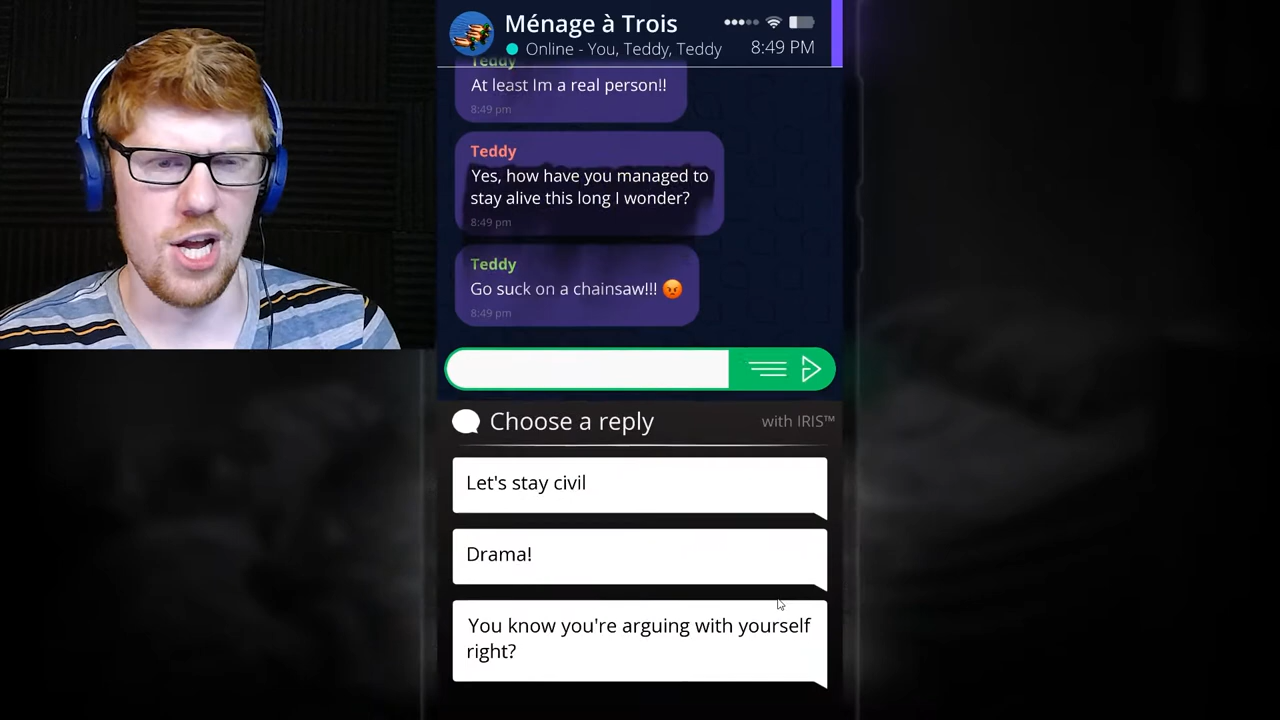 Ménage à Trois
Online - You, Teddy, Teddy
8:49 PM
Teddy
At least Im a real person!!
8:49 pm
Teddy
Yes, how have you managed to
stay alive this long I wonder?
8:49 pm
Teddy
Go suck on a chainsaw!!!
8:49 pm
Choose a reply
with IRIS™
Let's stay civil
Drama!
You know you're arguing with yourself
right?